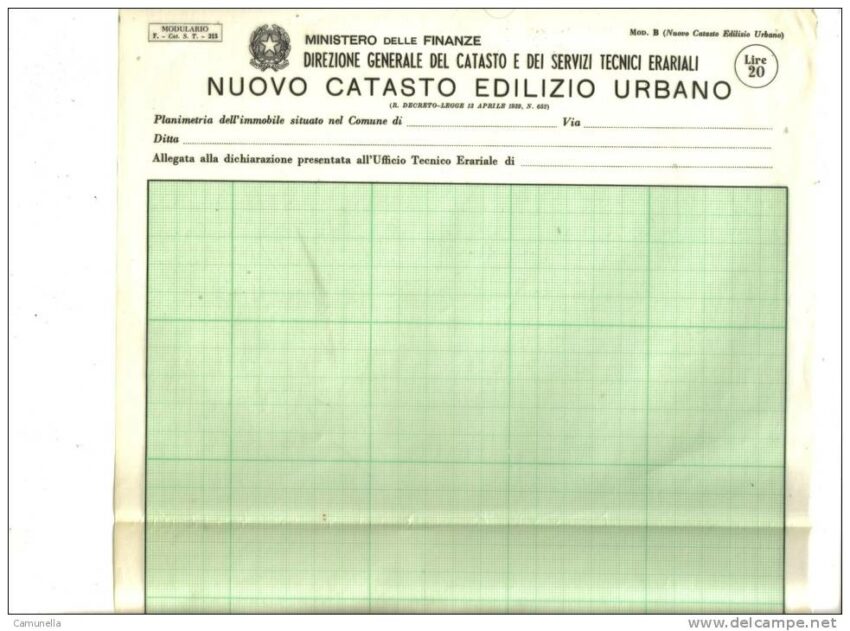 MODULARIO
F. - Cat. S. T. - 315
MINISTERO DELLE FINANZE
DIREZIONE GENERALE DEL CATASTO E DEI SERVIZI TECNICI ERARIALI
Mod. B (Nuovo Catasto Edilizio Urbano)
Lire
20
NUOVO CATASTO EDILIZIO URBANO
(R. DECRETO-LEGGE 13 APRILE 1939, N. 652)
Planimetria dell'immobile situato nel Comune di Via
Ditta
Allegata alla dichiarazione presentata all'Ufficio Tecnico Erariale di
Camunella
www.delcampe.net